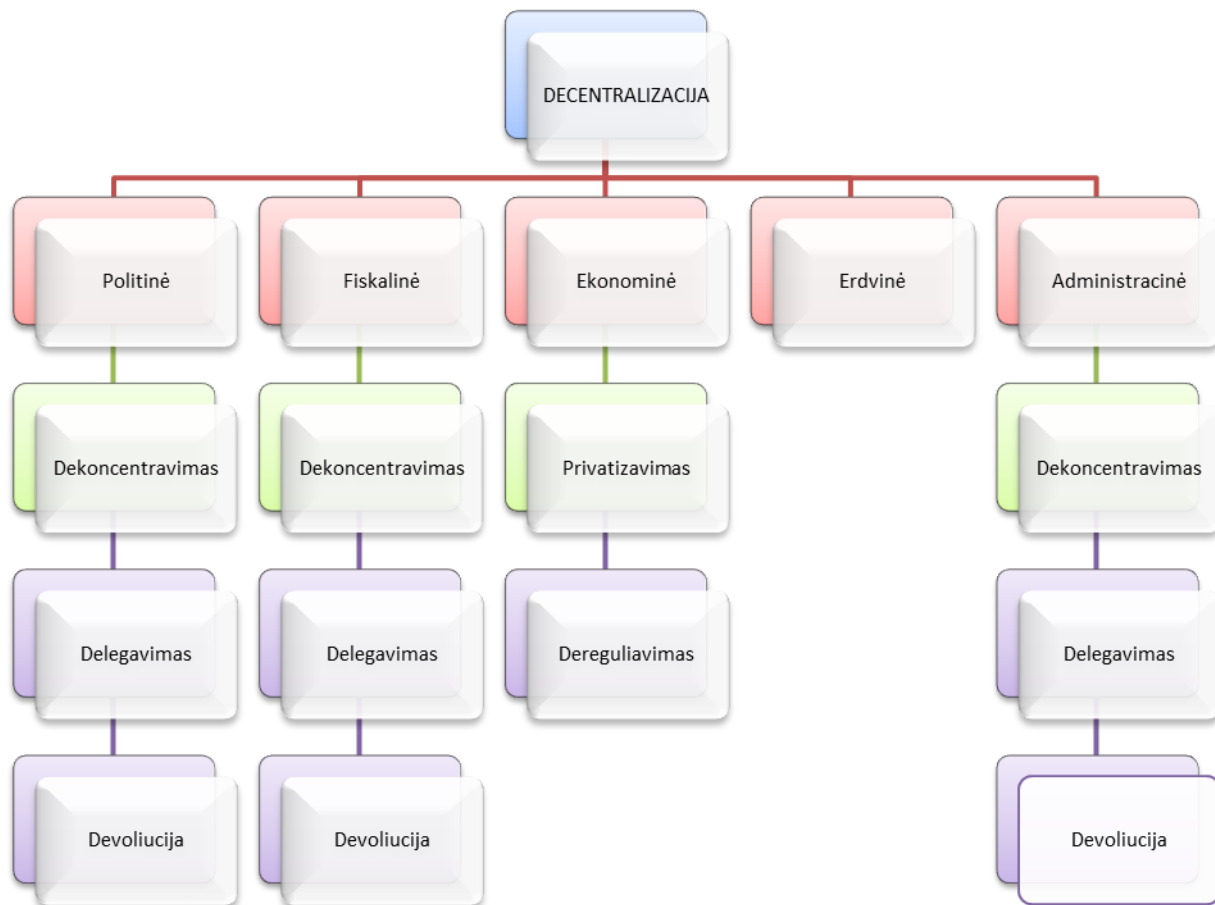 DECENTRALIZACIJA
Politinė
Fiskalinė
Ekonominė
Erdvinė
Administracinė
Dekoncentravimas
Dekoncentravimas
Privatizavimas
Dekoncentravimas
Delegavimas
Delegavimas
Dereguliavimas
Delegavimas
Devoliucija
Devoliucija
Devoliucija